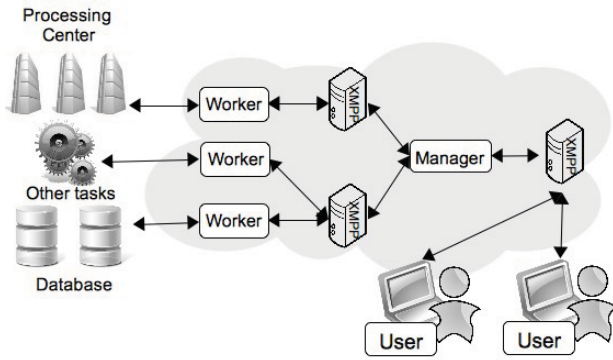 Processing
Center
Worker
XMPP
Worker
Manager
XMPP
Other tasks
Worker
XMPP
Database
User
User